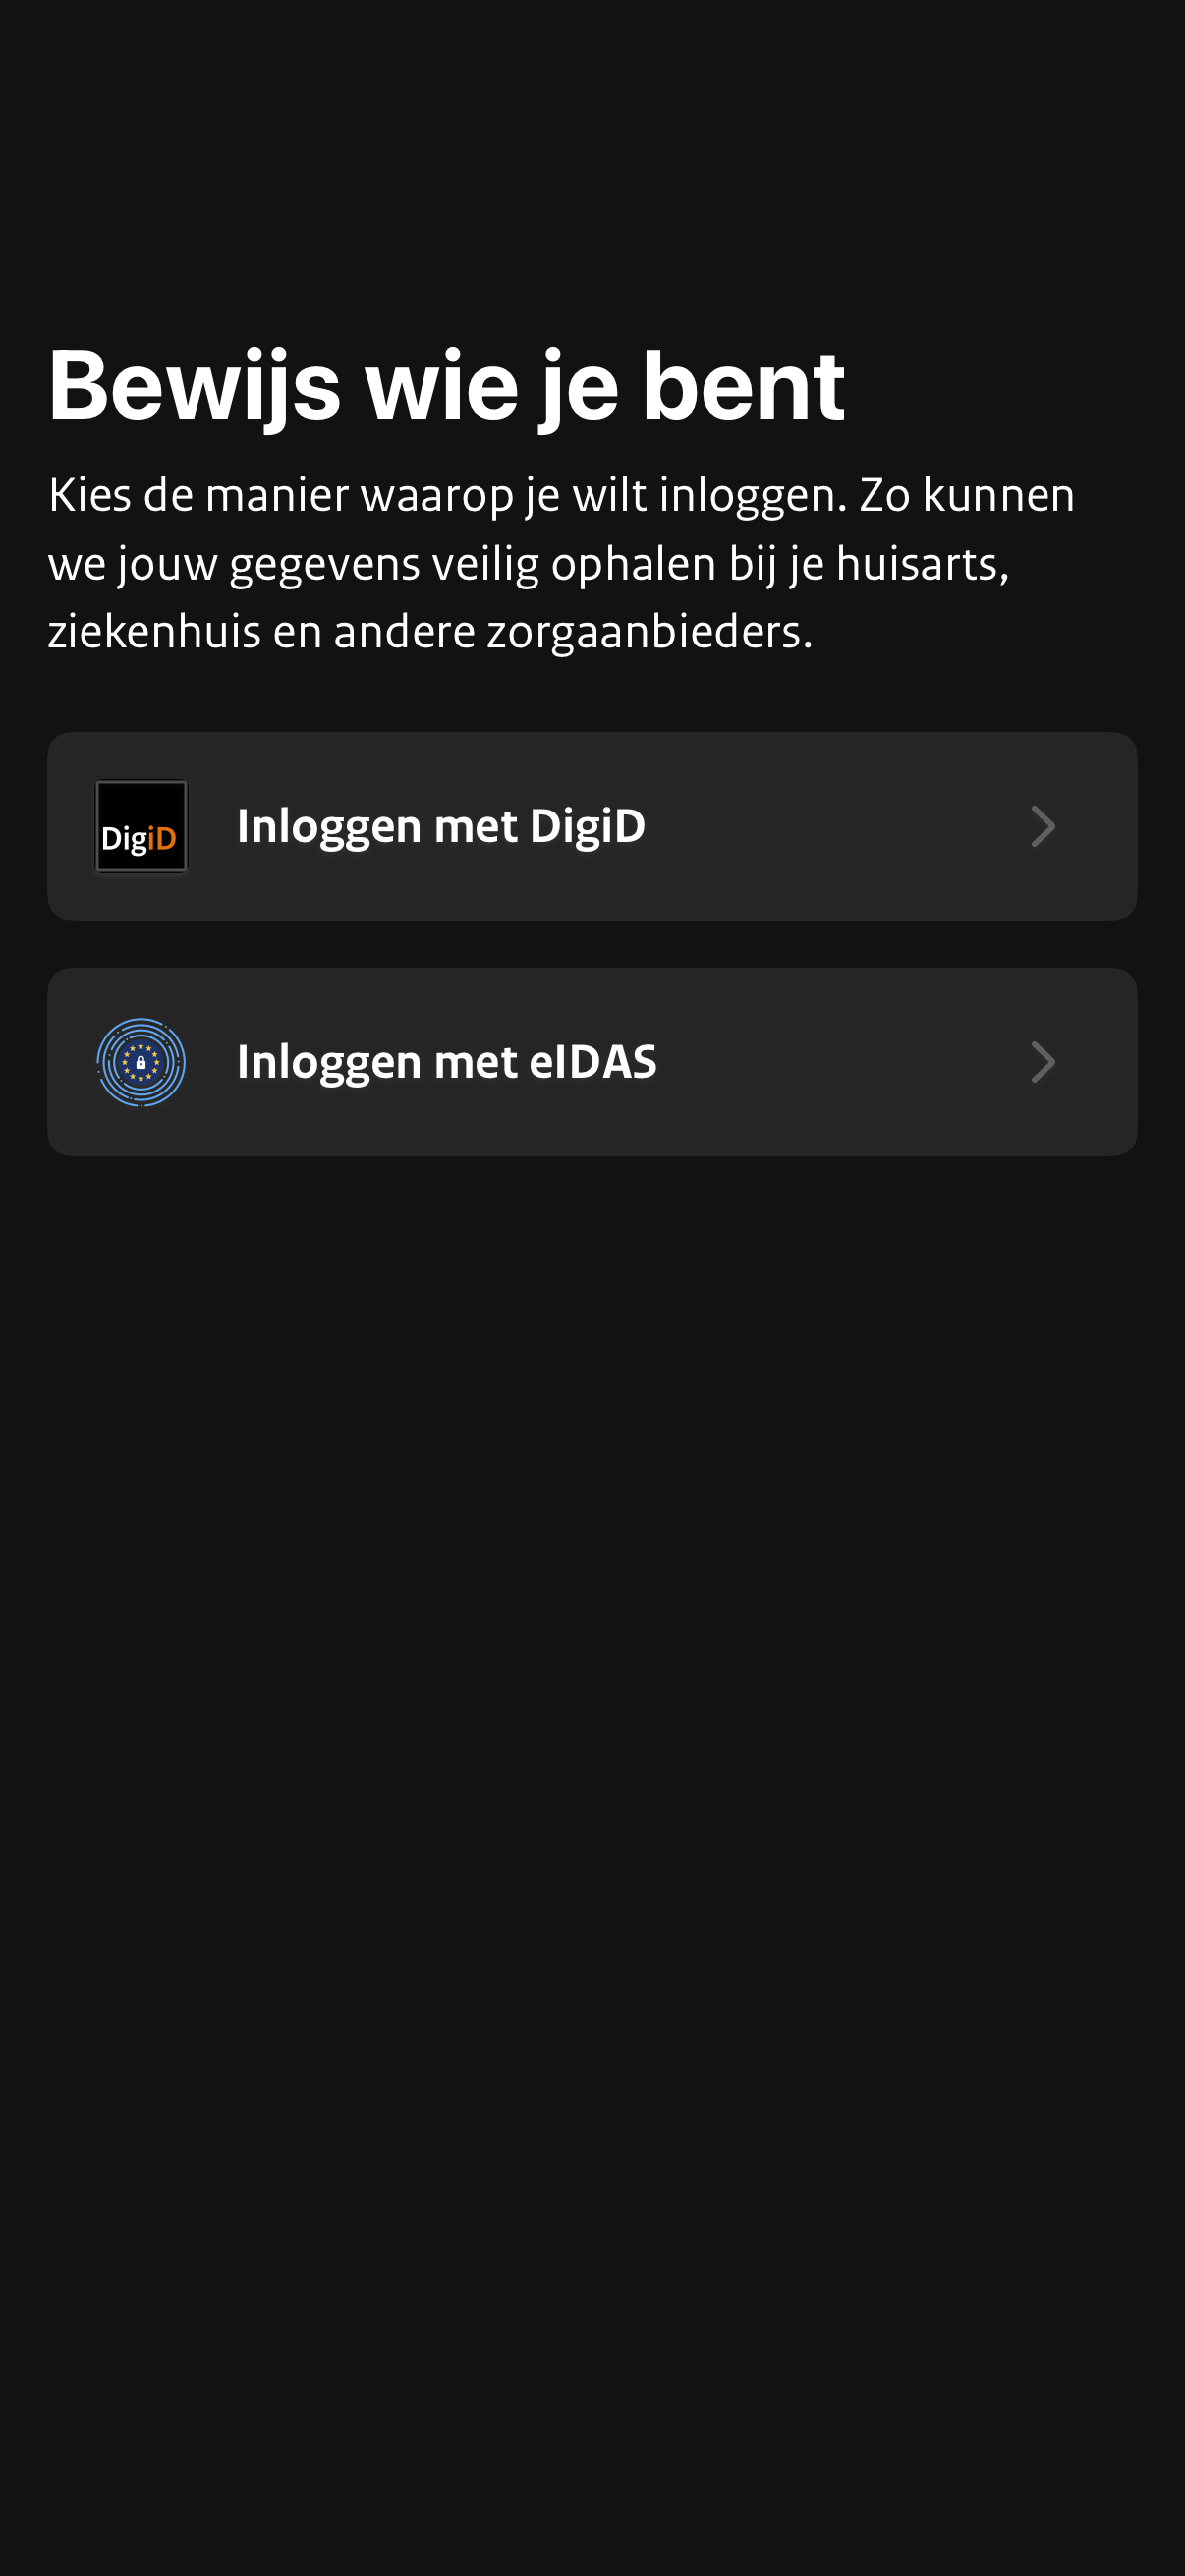 Bewijs wie je bent
Kies de manier waarop je wilt inloggen. Zo kunnen
we jouw gegevens veilig ophalen bij je huisarts,
ziekenhuis en andere zorgaanbieders.
DigiD
Inloggen met DigiD
Inloggen met eIDAS